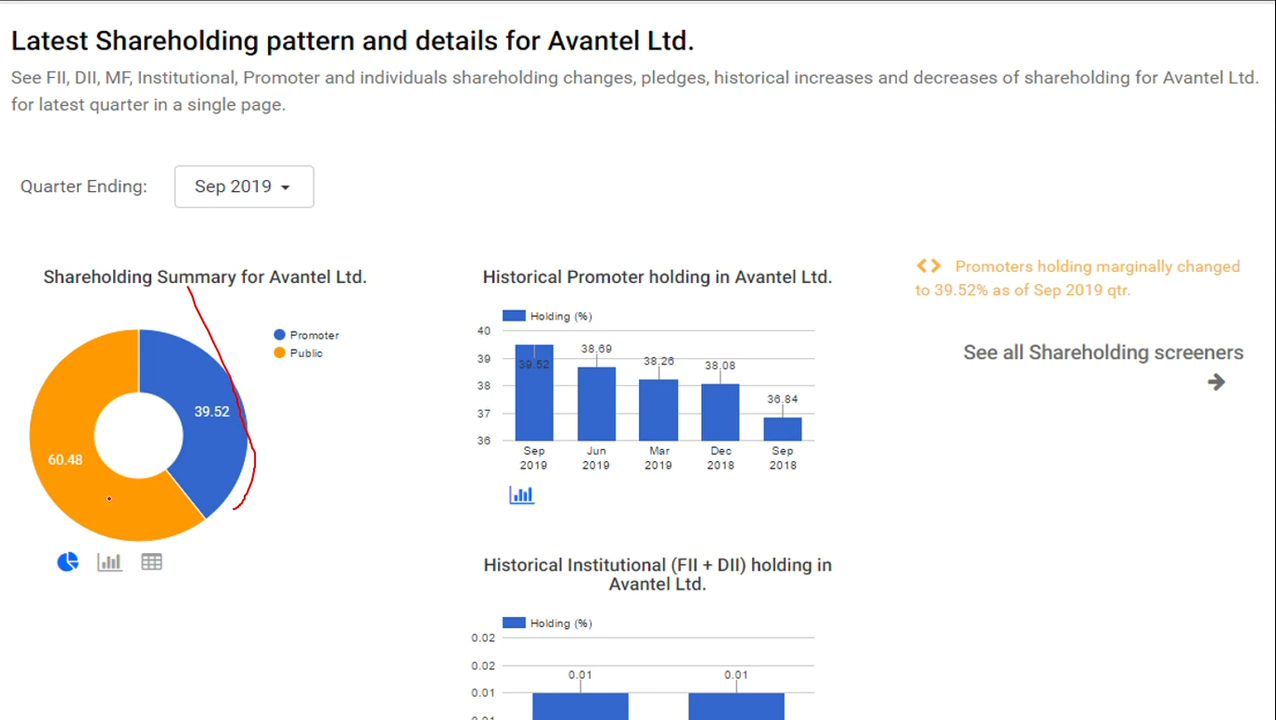 Latest Shareholding pattern and details for Avantel Ltd.
See FII, DII, MF, Institutional, Promoter and individuals shareholding changes, pledges, historical increases and decreases of shareholding for Avantel Ltd.
for latest quarter in a single page.
Quarter Ending:
Sep 2019
Shareholding Summary for Avantel Ltd.
Promoter
Public
39.52
60.48
Historical Promoter holding in Avantel Ltd.
Holding (%)
40
39
38
37
36
39.52
38.69
38.26
38.08
36.84
Sep 2019
Jun 2019
Mar 2019
Dec 2018
Sep 2018
Promoters holding marginally changed
to 39.52% as of Sep 2019 qtr.
See all Shareholding screeners
Historical Institutional (FII + DII) holding in
Avantel Ltd.
Holding (%)
0.02
0.02
0.01
0.01
0.01